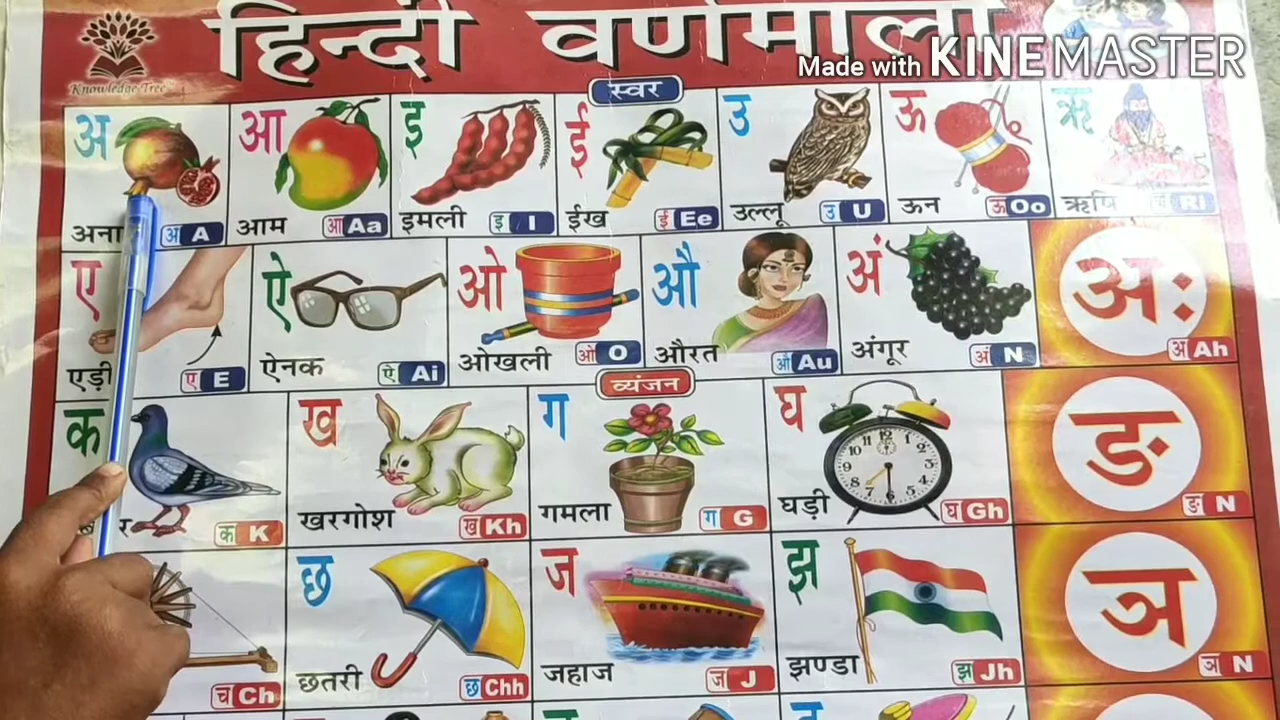 हिन्दी वर्णमाला
Made with KINEMASTER
Knowledge Tree
स्वर
अ आ इ ई उ ऊ ऋ
आम इमली ईख उल्लू ऊन ऋषि
अ A आ Aa इ I ई Ee उ U ऊ Oo Ri
ए ऐ ओ औ अं अः
एड़ी ऐनक ओखली औरत अंगूर
ए E ऐ Ai ओ O औ Au अं N अः Ah
व्यंजन
क ख ग घ ङ
खरगोश गमला घड़ी
क K ख Kh ग G घ Gh ङ N
छ ज झ ञ
छतरी जहाज झण्डा
च Ch छ Chh ज J झ Jh ञ N